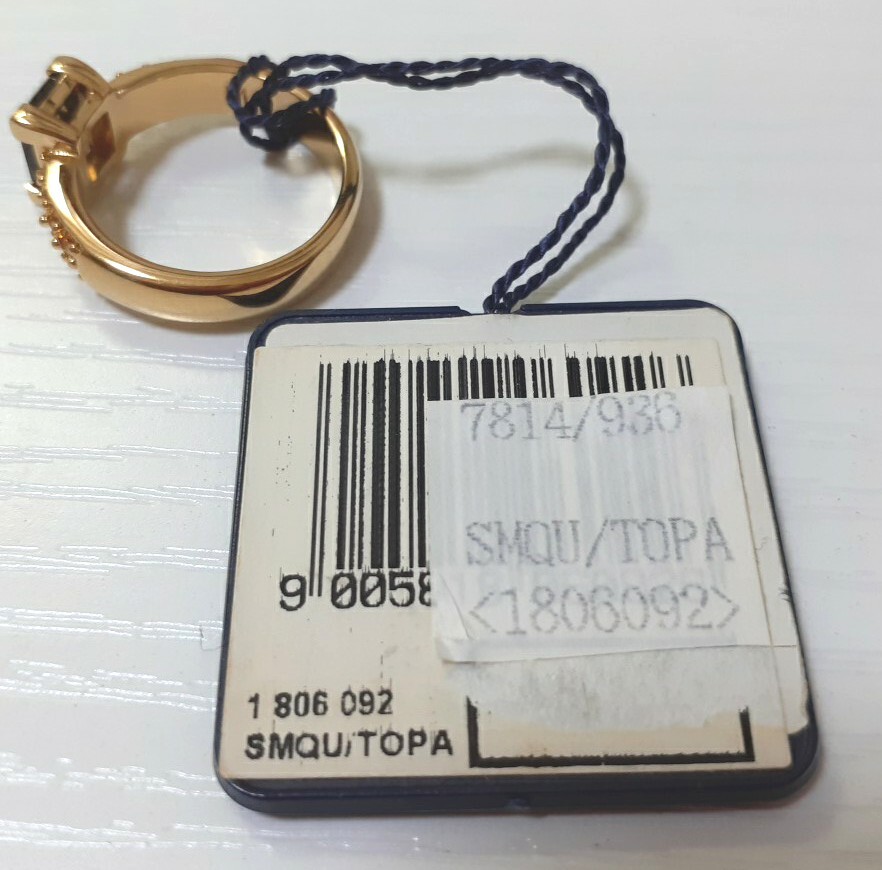 7814/936
SMQU/TOPA
<1806092>
9 0058
1 806 092
SMQU/TOPA